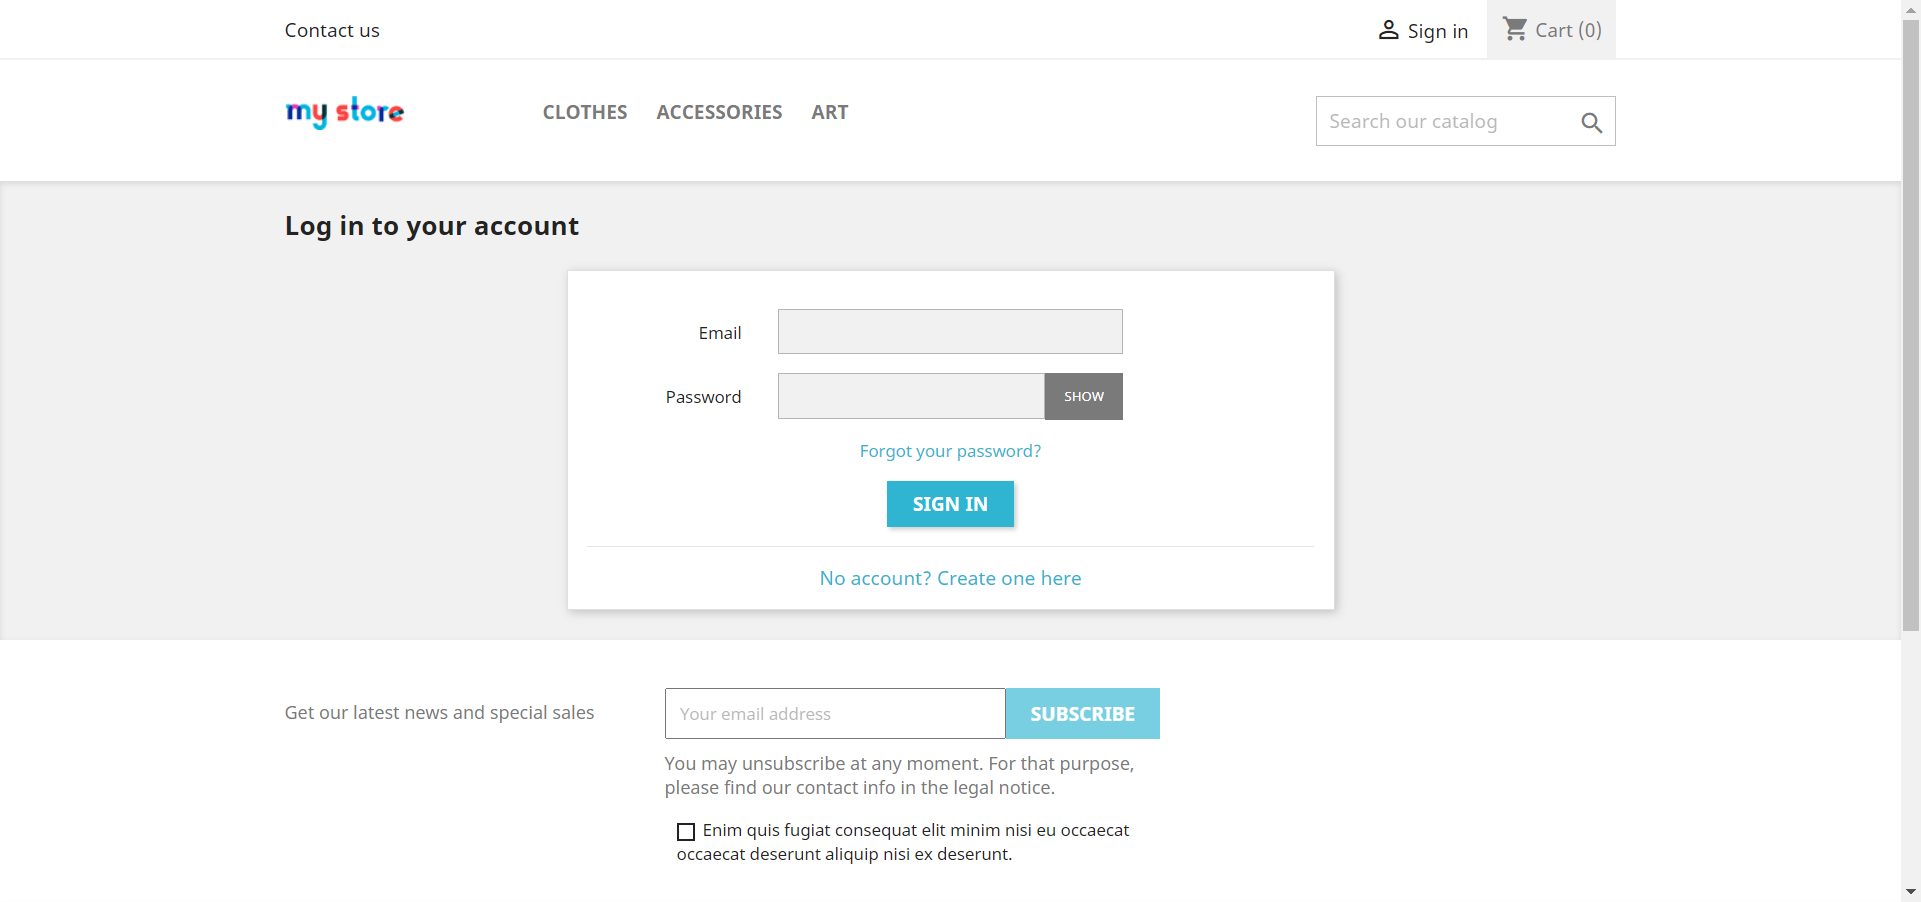 Contact us
Sign in
Cart (0)
my store
CLOTHES
ACCESSORIES
ART
Search our catalog
Log in to your account
Email
Password
SHOW
Forgot your password?
SIGN IN
No account? Create one here
Get our latest news and special sales
Your email address
SUBSCRIBE
You may unsubscribe at any moment. For that purpose,
please find our contact info in the legal notice.
Enim quis fugiat consequat elit minim nisi eu occaecat
occaecat deserunt aliquip nisi ex deserunt.